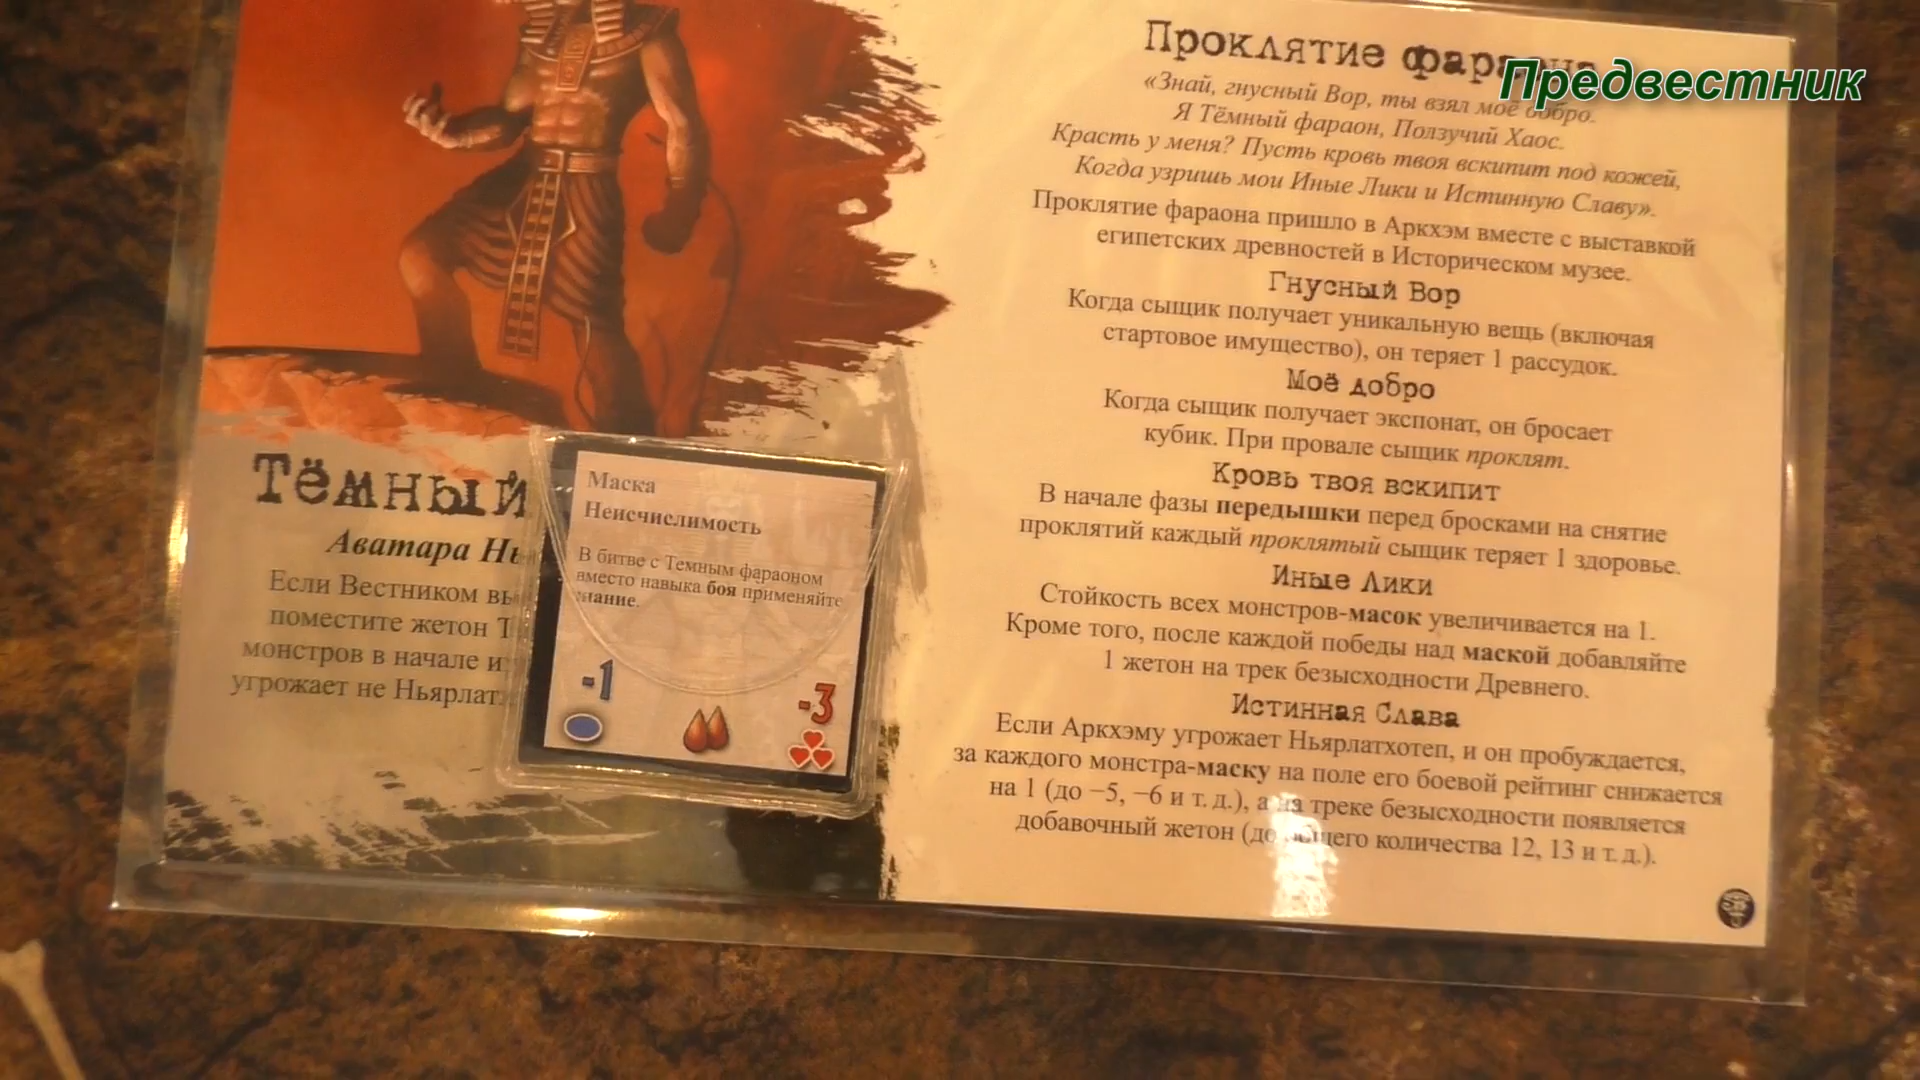 Предвестник
Проклятие фараона
«Знай, гнусный Вор, ты взял моё добро.
Я Тёмный фараон, Ползучий Хаос.
Красть у меня? Пусть кровь твоя вскипит под кожей,
Когда узришь мои Иные Лики и Истинную Славу».
Проклятие фараона пришло в Аркхэм вместе с выставкой
египетских древностей в Историческом музее.
Гнусный Вор
Когда сыщик получает уникальную вещь (включая
стартовое имущество), он теряет 1 рассудок.
Моё добро
Когда сыщик получает экспонат, он бросает
кубик. При провале сыщик проклят.
Кровь твоя вскипит
В начале фазы передышки перед бросками на снятие
проклятий каждый проклятый сыщик теряет 1 здоровье.
Иные Лики
Стойкость всех монстров-масок увеличивается на 1.
Кроме того, после каждой победы над маской добавляйте
1 жетон на трек безысходности Древнего.
Истинная Слава
Если Аркхэму угрожает Ньярлатхотеп, и он пробуждается,
за каждого монстра-маску на поле его боевой рейтинг снижается
на 1 (до −5, −6 и т. д.), а на треке безысходности появляется
добавочный жетон (до общего количества 12, 13 и т. д.).
Тёмный
Аватара Нь
Если Вестником вы
поместите жетон Т
монстров в начале и
угрожает не Ньярлат
Маска
Неисчислимость
В битве с Темным фараоном
вместо навыка боя применяйте
знание.
-1
-3